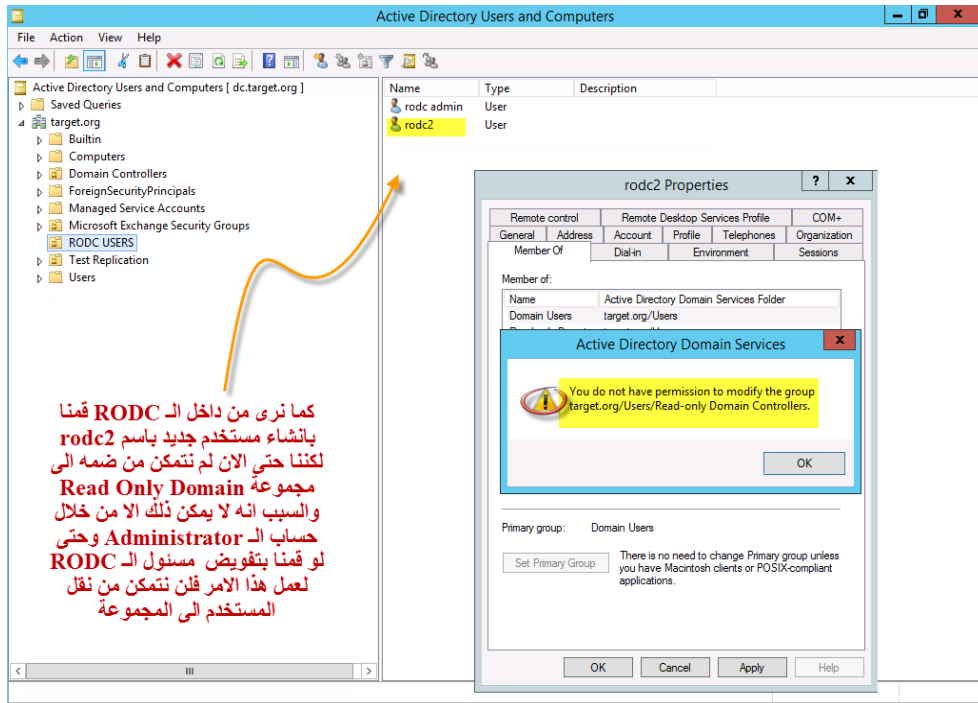 Active Directory Users and Computers
File Action View Help
Active Directory Users and Computers [ dc.target.org ]
Saved Queries
target.org
Builtin
Computers
Domain Controllers
ForeignSecurityPrincipals
Managed Service Accounts
Microsoft Exchange Security Groups
RODC USERS
Test Replication
Users
Name Type Description
rodc admin User
rodc2 User
rodc2 Properties
? x
Remote control Remote Desktop Services Profile COM+
General Address Account Profile Telephones Organization
Member Of Dial-in Environment Sessions
Member of:
Name Active Directory Domain Services Folder
Domain Users target.org/Users
Active Directory Domain Services
x
You do not have permission to modify the group
target.org/Users/Read-only Domain Controllers.
OK
Primary group: Domain Users
Set Primary Group
There is no need to change Primary group unless
you have Macintosh clients or POSIX-compliant
applications.
OK Cancel Apply Help
كما نرى من داخل الـ RODC قمنا
بانشاء مستخدم جديد باسم rodc2
لكننا حتى الان لم نتمكن من ضمه الى
مجموعة Read Only Domain
والسبب انه لا يمكن ذلك الا من خلال
حساب الـ Administrator وحتى
لو قمنا بتفويض مسئول الـ RODC
لعمل هذا الامر فلن نتمكن من نقل
المستخدم الى المجموعة